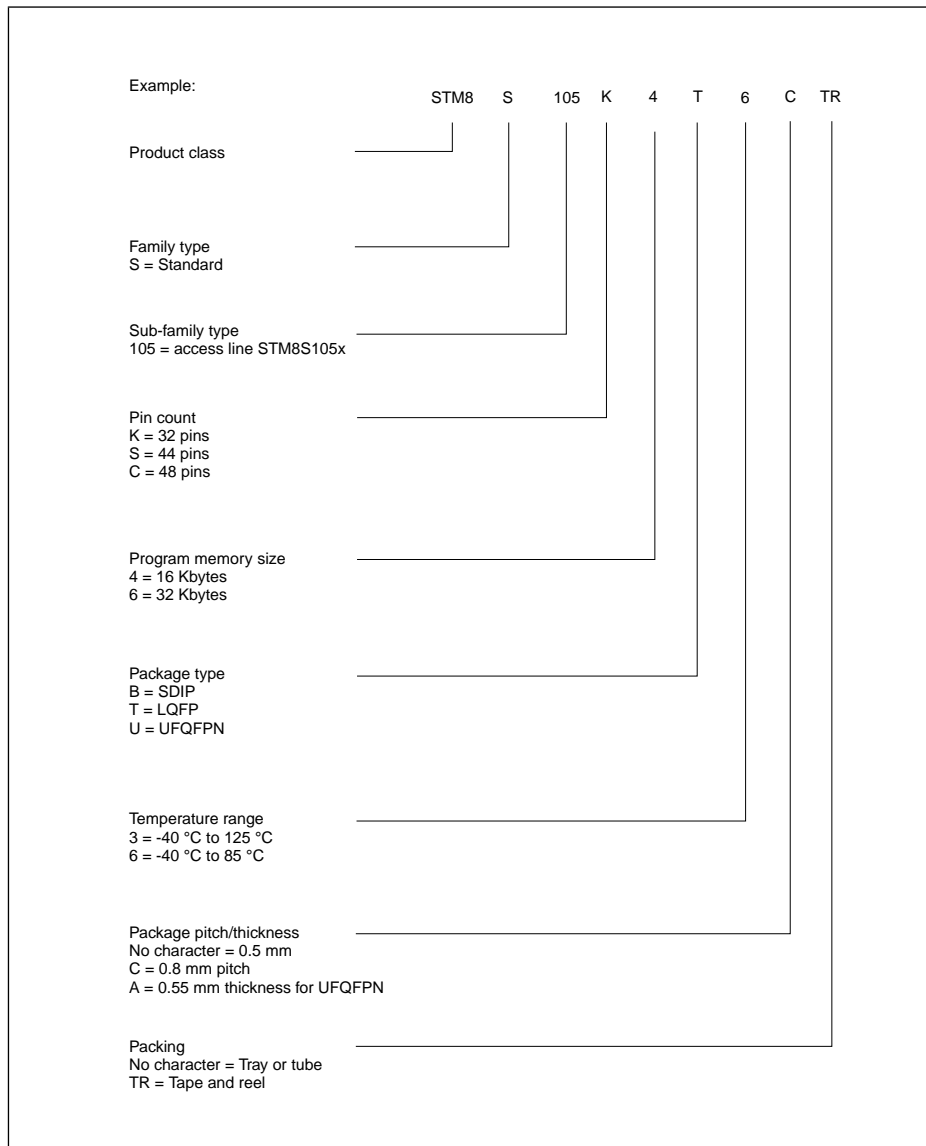 Example:
STM8 S 105 K 4 T 6 C TR
Product class
Family type
S = Standard
Sub-family type
105 = access line STM8S105x
Pin count
K = 32 pins
S = 44 pins
C = 48 pins
Program memory size
4 = 16 Kbytes
6 = 32 Kbytes
Package type
B = SDIP
T = LQFP
U = UFQFPN
Temperature range
3 = -40 °C to 125 °C
6 = -40 °C to 85 °C
Package pitch/thickness
No character = 0.5 mm
C = 0.8 mm pitch
A = 0.55 mm thickness for UFQFPN
Packing
No character = Tray or tube
TR = Tape and reel